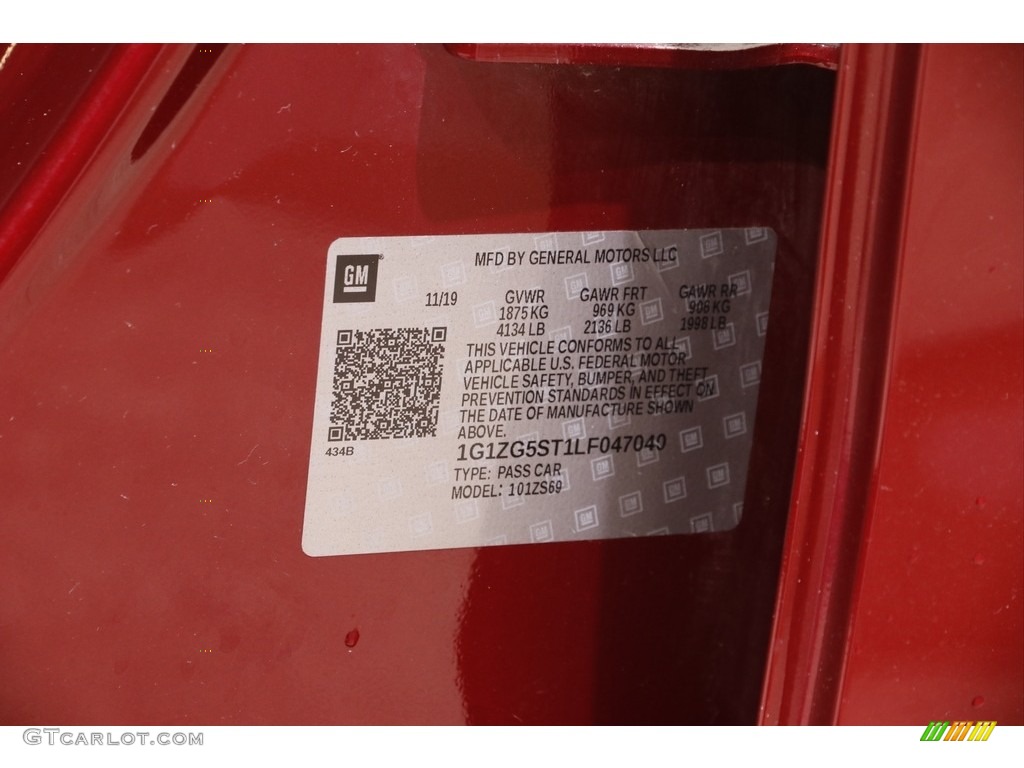 MFD BY GENERAL MOTORS LLC
GM
11/19 GVWR GAWR FRT GAWR RR
1875 KG 969 KG 906 KG
4134 LB 2136 LB 1998 LB
THIS VEHICLE CONFORMS TO ALL
APPLICABLE U.S. FEDERAL MOTOR
VEHICLE SAFETY, BUMPER, AND THEFT
PREVENTION STANDARDS IN EFFECT ON
THE DATE OF MANUFACTURE SHOWN
ABOVE.
434B
1G1ZG5ST1LF047040
TYPE: PASS CAR
MODEL: 101ZS69
GTcarlot.com